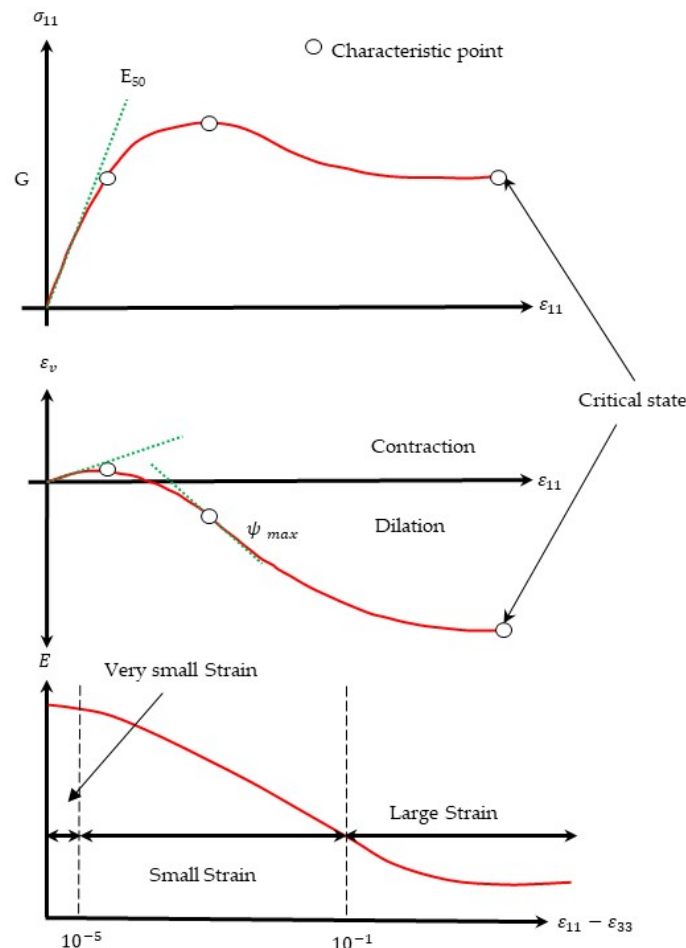 σ₁₁
Characteristic point
E₅₀
G
ε₁₁
εᵥ
Critical state
Contraction
ε₁₁
Dilation
ψ ₘₐₓ
E
Very small Strain
Large Strain
Small Strain
10⁻⁵
10⁻¹
ε₁₁ − ε₃₃